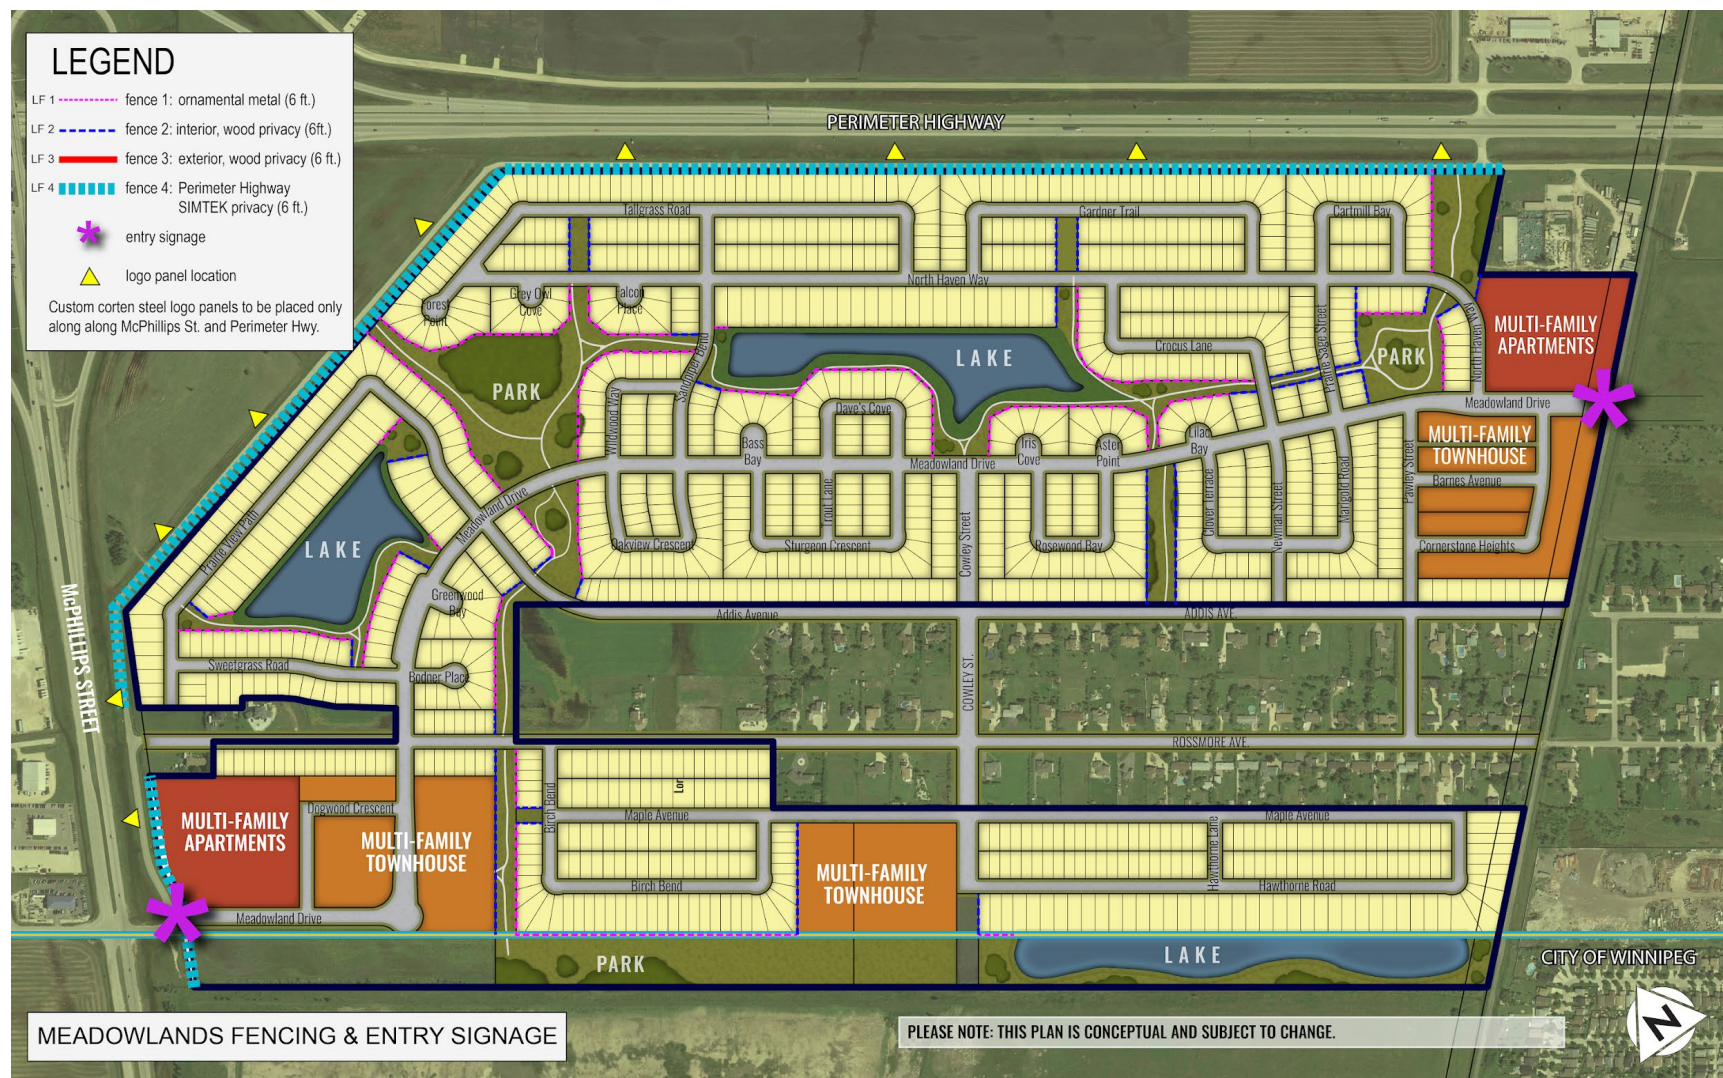 LEGEND
LF 1 fence 1: ornamental metal (6 ft.)
LF 2 fence 2: interior, wood privacy (6ft.)
LF 3 fence 3: exterior, wood privacy (6 ft.)
LF 4 fence 4: Perimeter Highway
SIMTEK privacy (6 ft.)
entry signage
logo panel location
Custom corten steel logo panels to be placed only
along along McPhillips St. and Perimeter Hwy.
PERIMETER HIGHWAY
Tallgrass Road
Gardner Trail
Cartmill Bay
North Haven Way
Forest
Point
Grey Owl
Cove
Falcon
Place
North Haven Way
MULTI-FAMILY
APARTMENTS
Sandpiper Bend
LAKE
Crocus Lane
Prairie Sage Street
PARK
North Haven Way
PARK
Wildwood Way
Dave's Cove
Meadowland Drive
Bass
Bay
Iris
Cove
Aster
Point
Lilac
Bay
MULTI-FAMILY
TOWNHOUSE
Meadowland Drive
Pawley Street
Barnes Avenue
Meadowland Drive
Trout Lane
Clover Terrace
Newman Street
Marigold Road
Prairie View Path
LAKE
Oakview Crescent
Sturgeon Crescent
Cowley Street
Rosewood Bay
Cornerstone Heights
McPHILLIPS STREET
Greenwood
Bay
Addis Avenue
ADDIS AVE.
Sweetgrass Road
Bodner Place
COWLEY ST.
ROSSMORE AVE.
Lor
Dogwood Crescent
Birch Bend
Maple Avenue
Maple Avenue
MULTI-FAMILY
APARTMENTS
MULTI-FAMILY
TOWNHOUSE
Hawthorne Lane
MULTI-FAMILY
TOWNHOUSE
Birch Bend
Hawthorne Road
Meadowland Drive
PARK
LAKE
CITY OF WINNIPEG
MEADOWLANDS FENCING & ENTRY SIGNAGE
PLEASE NOTE: THIS PLAN IS CONCEPTUAL AND SUBJECT TO CHANGE.
N